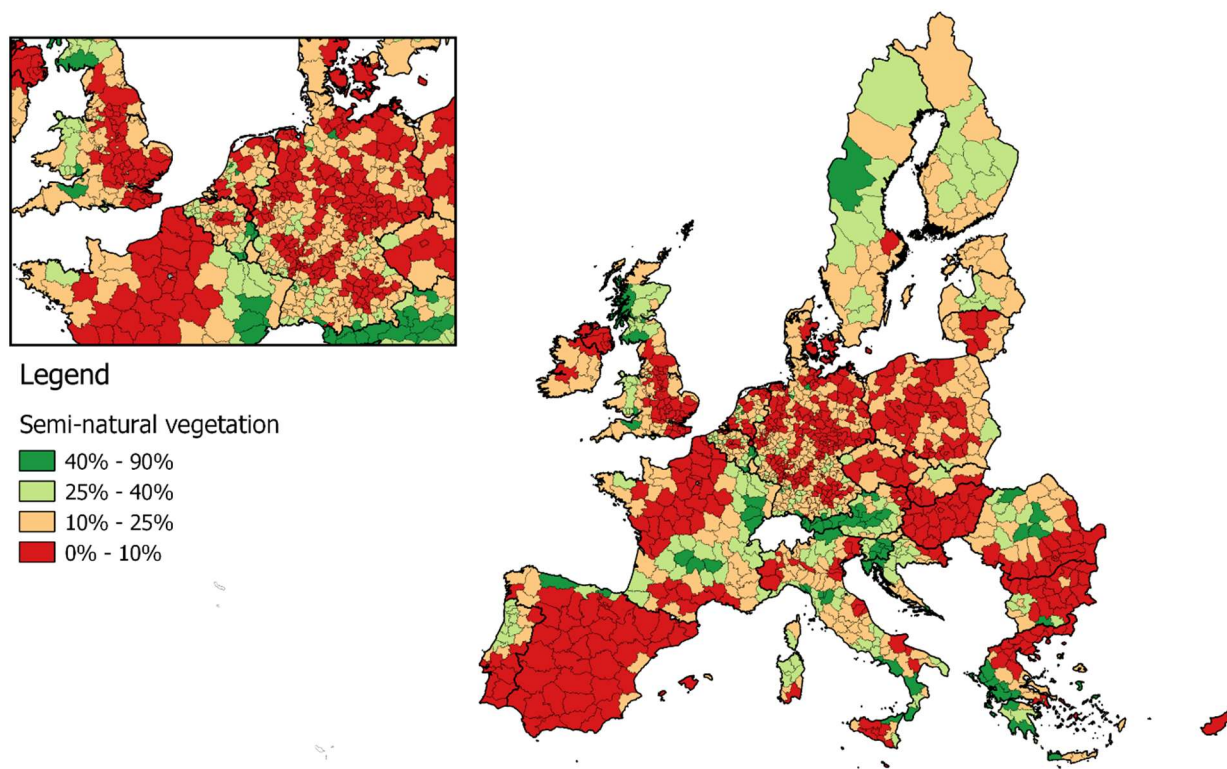 Legend
Semi-natural vegetation
40% - 90%
25% - 40%
10% - 25%
0% - 10%